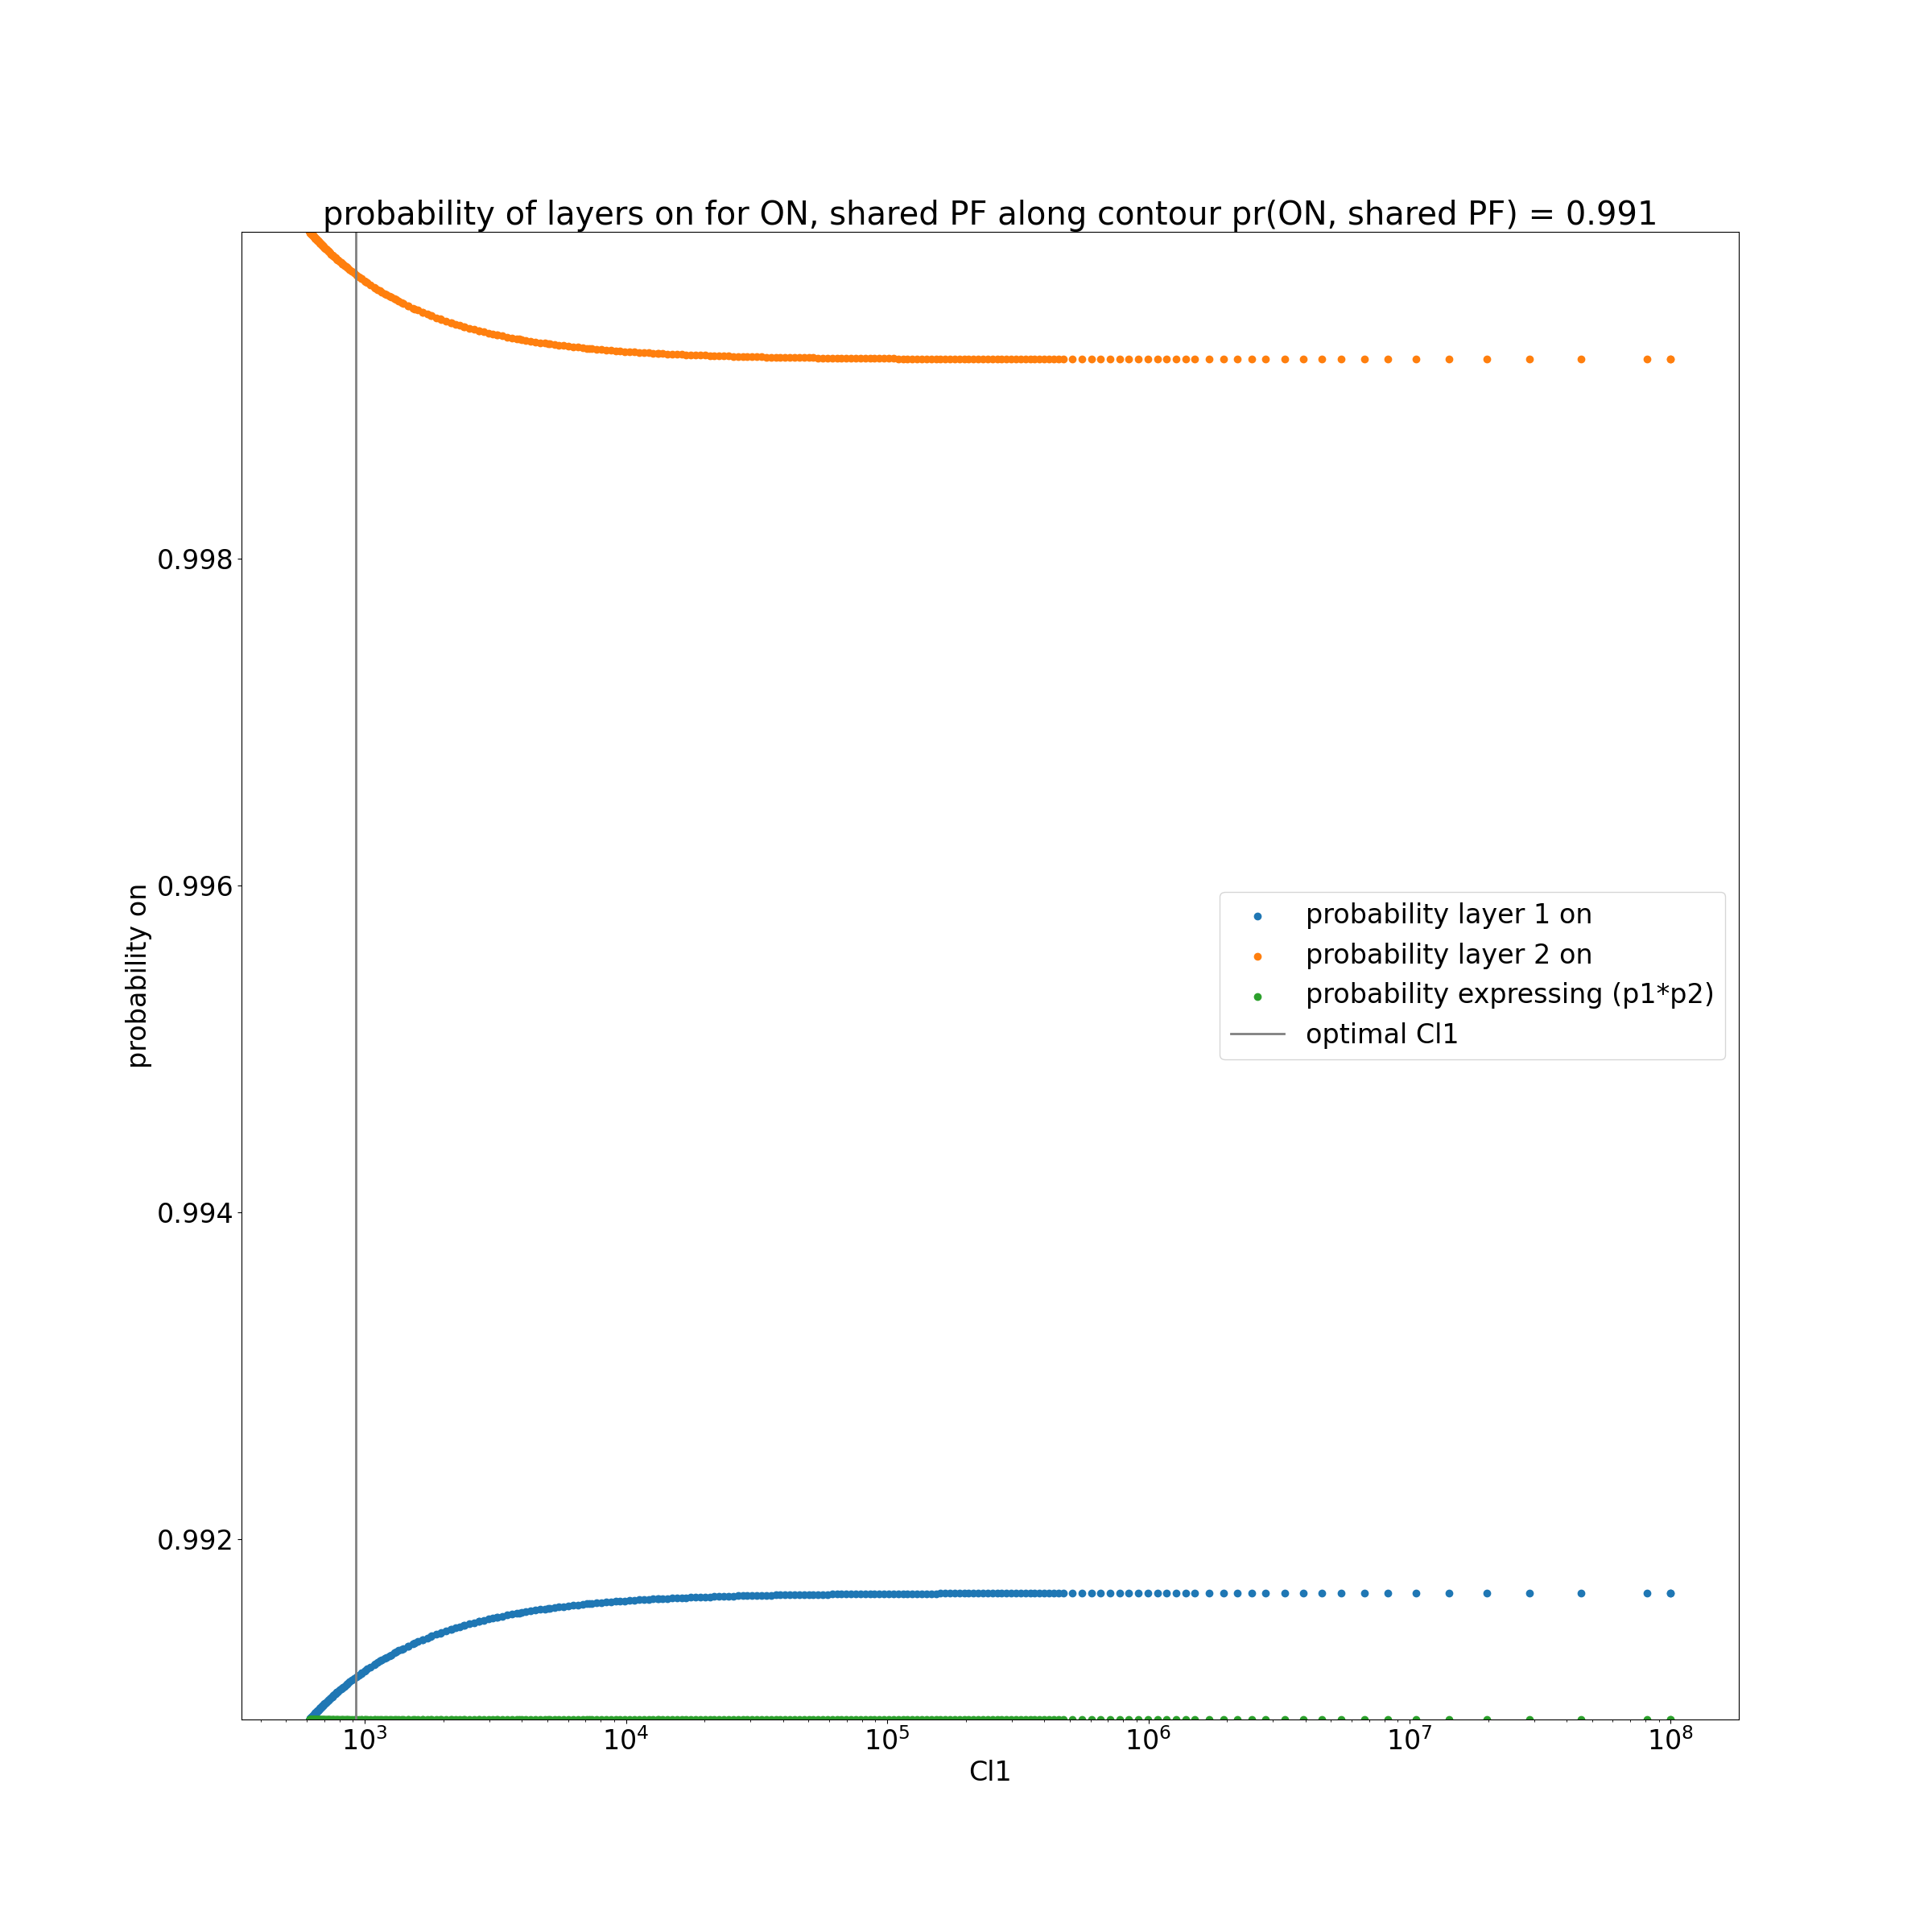 probability of layers on for ON, shared PF along contour pr(ON, shared PF) = 0.991
probability on
0.998
0.996
0.994
0.992
probability layer 1 on
probability layer 2 on
probability expressing (p1*p2)
optimal Cl1
10³ 10⁴ 10⁵ 10⁶ 10⁷ 10⁸
Cl1